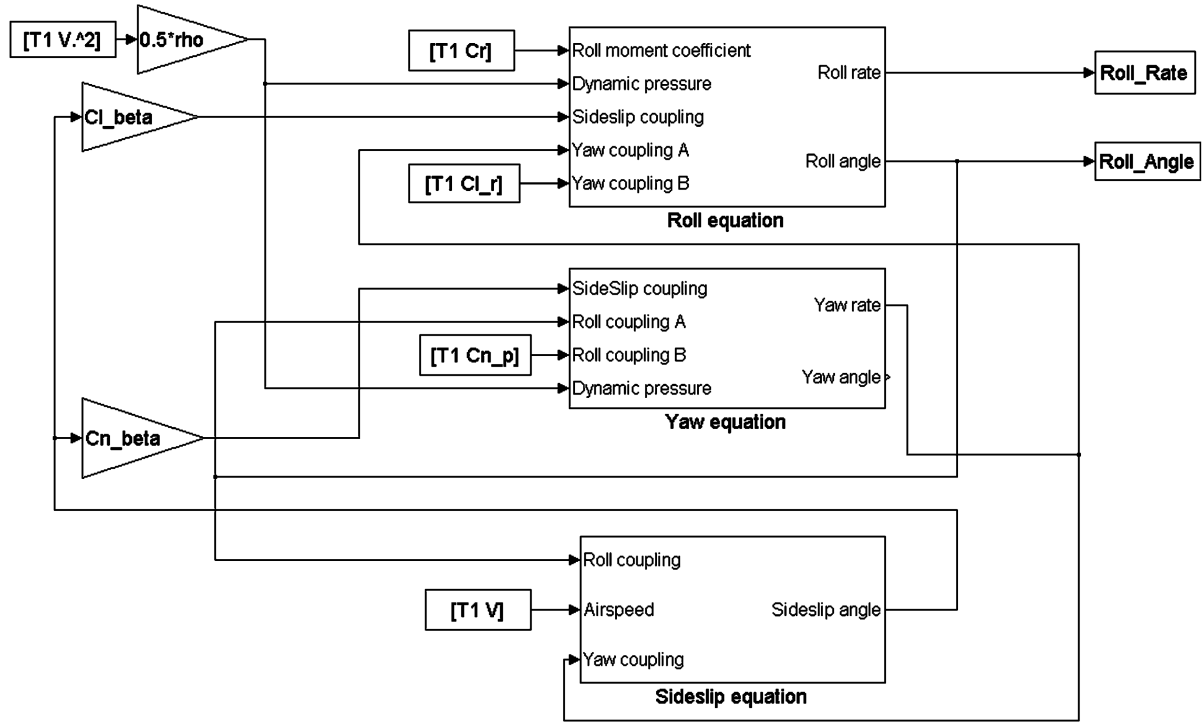 [T1 V.^2]
0.5*rho
[T1 Cr]
Roll moment coefficient
Dynamic pressure
Sideslip coupling
Yaw coupling A
Yaw coupling B
Roll rate
Roll angle
Roll equation
Roll_Rate
Roll_Angle
Cl_beta
[T1 Cl_r]
SideSlip coupling
Roll coupling A
Roll coupling B
Dynamic pressure
Yaw rate
Yaw angle
Yaw equation
[T1 Cn_p]
Cn_beta
Roll coupling
Airspeed
Yaw coupling
Sideslip angle
Sideslip equation
[T1 V]